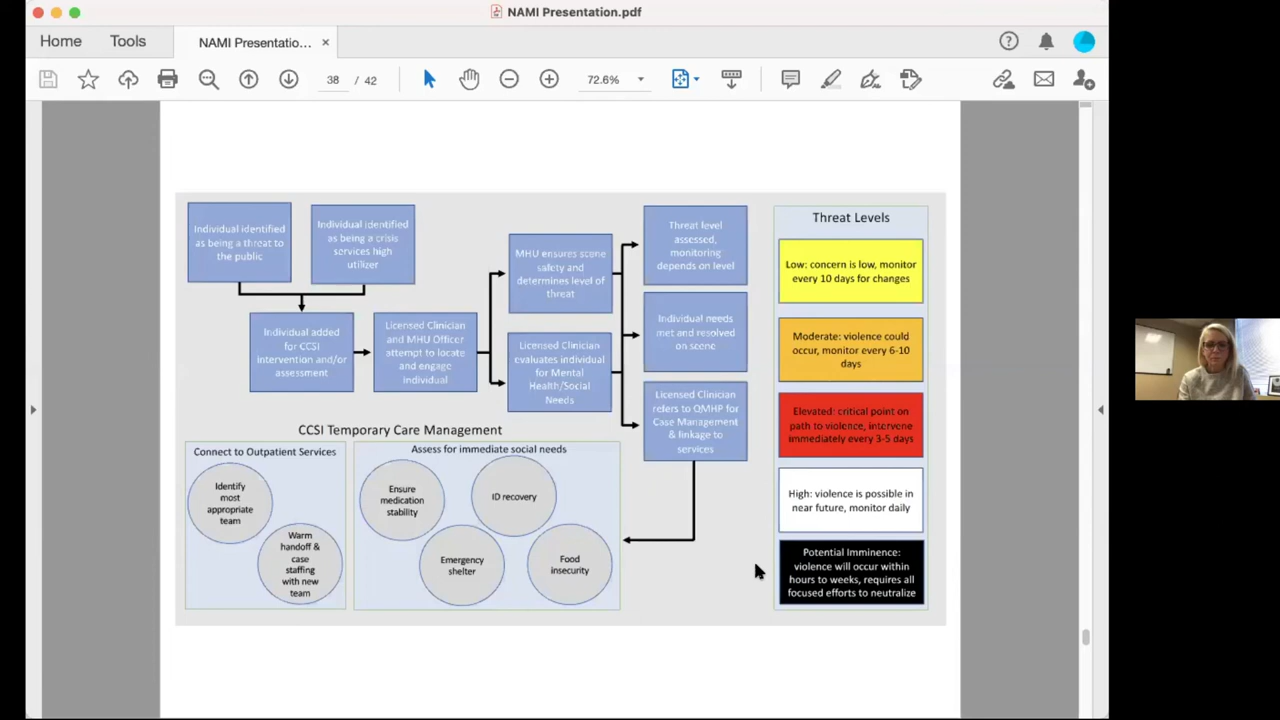 NAMI Presentation.pdf
Home
Tools
NAMI Presentatio...
×
38 / 42
72.6%
Individual identified
as being a threat to
the public
Individual identified
as being a crisis
services high
utilizer
Individual added
for CCSI
intervention and/or
assessment
Licensed Clinician
and MHU Officer
attempt to locate
and engage
individual
MHU ensures scene
safety and
determines level of
threat
Licensed Clinician
evaluates individual
for Mental
Health/Social
Needs
Threat level
assessed,
monitoring
depends on level
Individual needs
met and resolved
on scene
Licensed Clinician
refers to QMHP for
Case Management
& linkage to
services
CCSI Temporary Care Management
Connect to Outpatient Services
Identify
most
appropriate
team
Warm
handoff &
case
staffing
with new
team
Assess for immediate social needs
Ensure
medication
stability
ID recovery
Emergency
shelter
Food
insecurity
Threat Levels
Low: concern is low, monitor
every 10 days for changes
Moderate: violence could
occur, monitor every 6-10
days
Elevated: critical point on
path to violence, intervene
immediately every 3-5 days
High: violence is possible in
near future, monitor daily
Potential Imminence:
violence will occur within
hours to weeks, requires all
focused efforts to neutralize